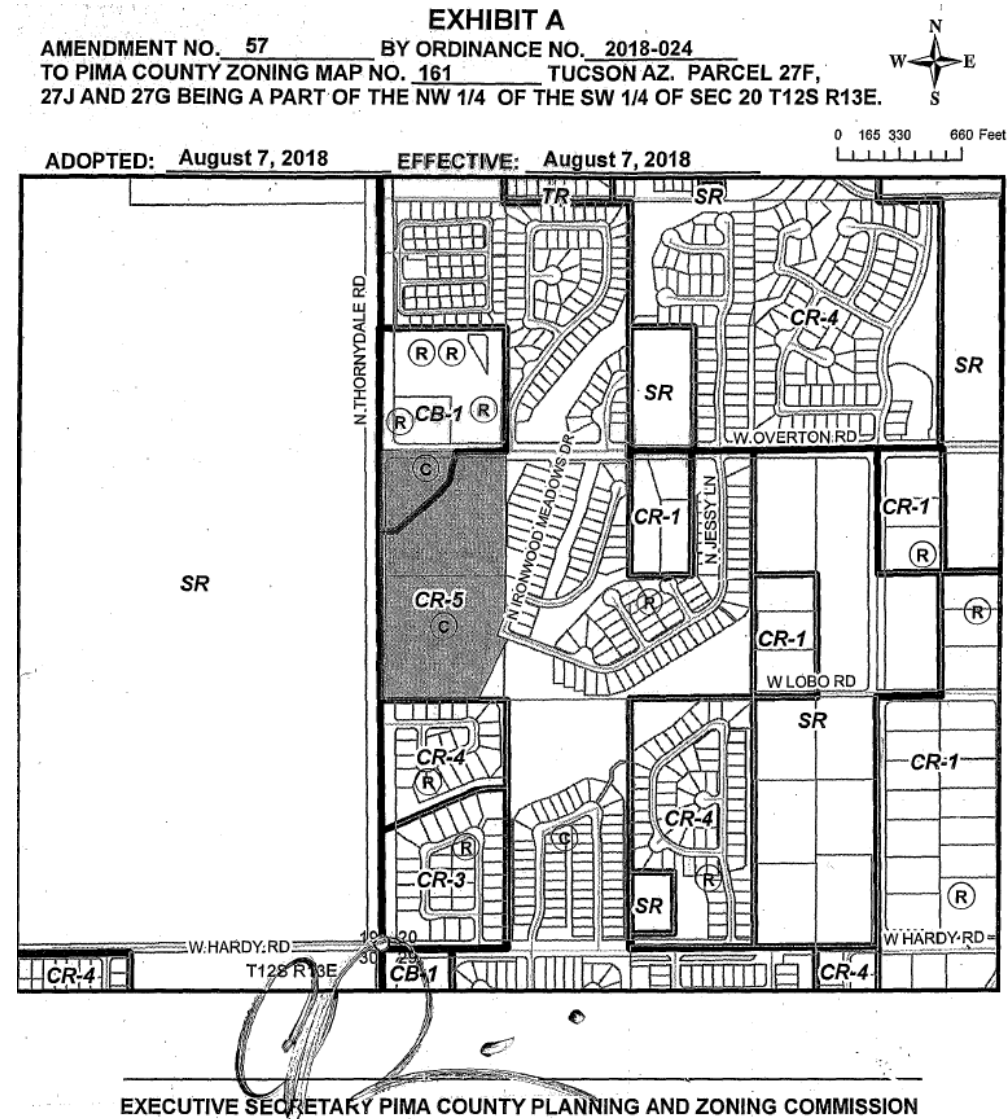 EXHIBIT A
AMENDMENT NO. 57 BY ORDINANCE NO. 2018-024
TO PIMA COUNTY ZONING MAP NO. 161 TUCSON AZ. PARCEL 27F,
27J AND 27G BEING A PART OF THE NW 1/4 OF THE SW 1/4 OF SEC 20 T12S R13E.
N
W E
S
0 165 330 660 Feet
ADOPTED: August 7, 2018 EFFECTIVE: August 7, 2018
TR SR
N. THORNYDALE RD
CR-4
R R
SR
SR
R CB-1 R
W. OVERTON RD
C
N IRONWOOD MEADOWS DR
CR-1
N JESSY LN
CR-1
R
SR
CR-5
C
R
R
CR-1
W LOBO RD
SR
CR-4
R
CR-1
CR-4
C
R
CR-3
R
SR
R
W. HARDY RD
19 20
30 29
W HARDY RD
CR-4
T12S R13E
CB-1
CR-4
EXECUTIVE SECRETARY PIMA COUNTY PLANNING AND ZONING COMMISSION